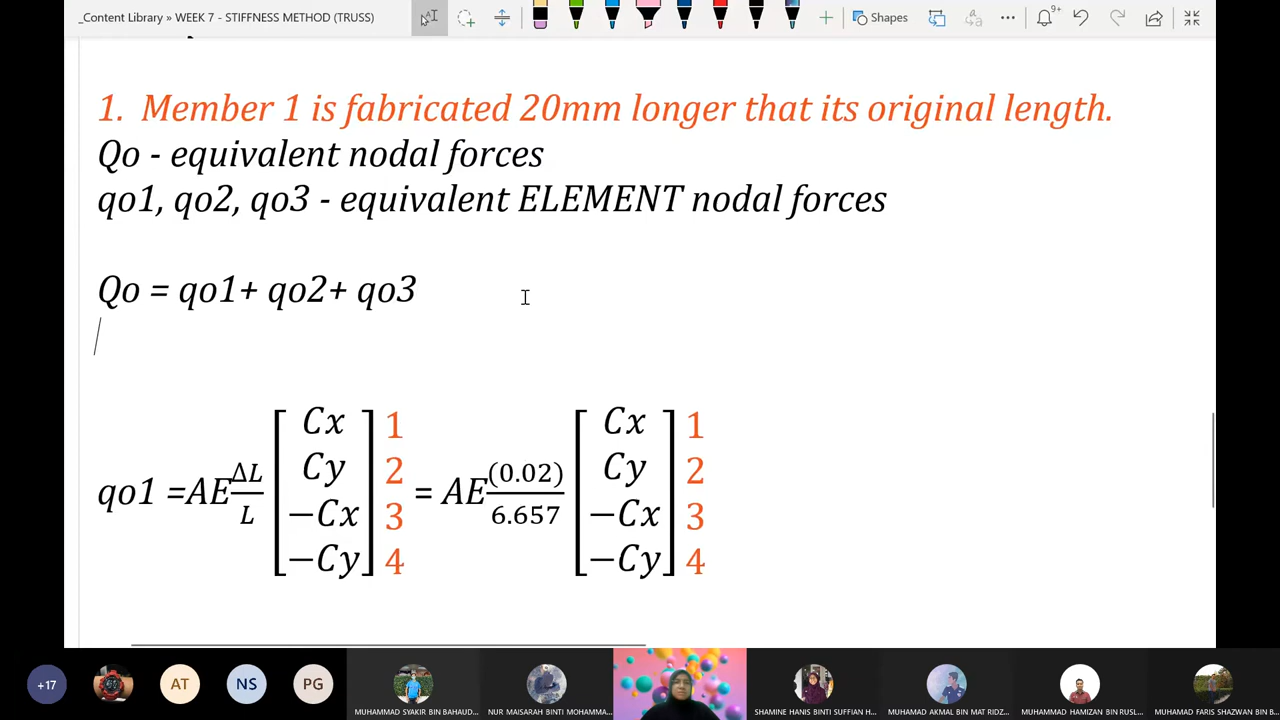 _Content Library » WEEK 7 - STIFFNESS METHOD (TRUSS)
Shapes
9+
1. Member 1 is fabricated 20mm longer that its original length.
Qo - equivalent nodal forces
qo1, qo2, qo3 - equivalent ELEMENT nodal forces
Qo = qo1+ qo2+ qo3
qo1 =AE ΔL/L [Cx Cy −Cx −Cy] 1 2 3 4 = AE (0.02)/6.657 [Cx Cy −Cx −Cy] 1 2 3 4
+17
AT
NS
PG
MUHAMMAD SYAKIR BIN BAHAUD...
NUR MAISARAH BINTI MOHAMMA...
SHAMINE HANIS BINTI SUFFIAN H...
MUHAMAD AKMAL BIN MAT RIDZ...
MUHAMMAD HAMIZAN BIN RUSL...
MUHAMAD FARIS SHAZWAN BIN B...